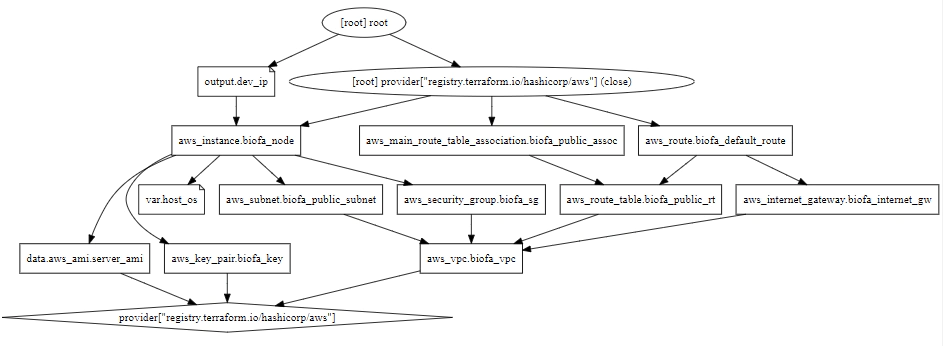 [root] root
output.dev_ip
[root] provider["registry.terraform.io/hashicorp/aws"] (close)
aws_instance.biofa_node
aws_main_route_table_association.biofa_public_assoc
aws_route.biofa_default_route
var.host_os
aws_subnet.biofa_public_subnet
aws_security_group.biofa_sg
aws_route_table.biofa_public_rt
aws_internet_gateway.biofa_internet_gw
data.aws_ami.server_ami
aws_key_pair.biofa_key
aws_vpc.biofa_vpc
provider["registry.terraform.io/hashicorp/aws"]